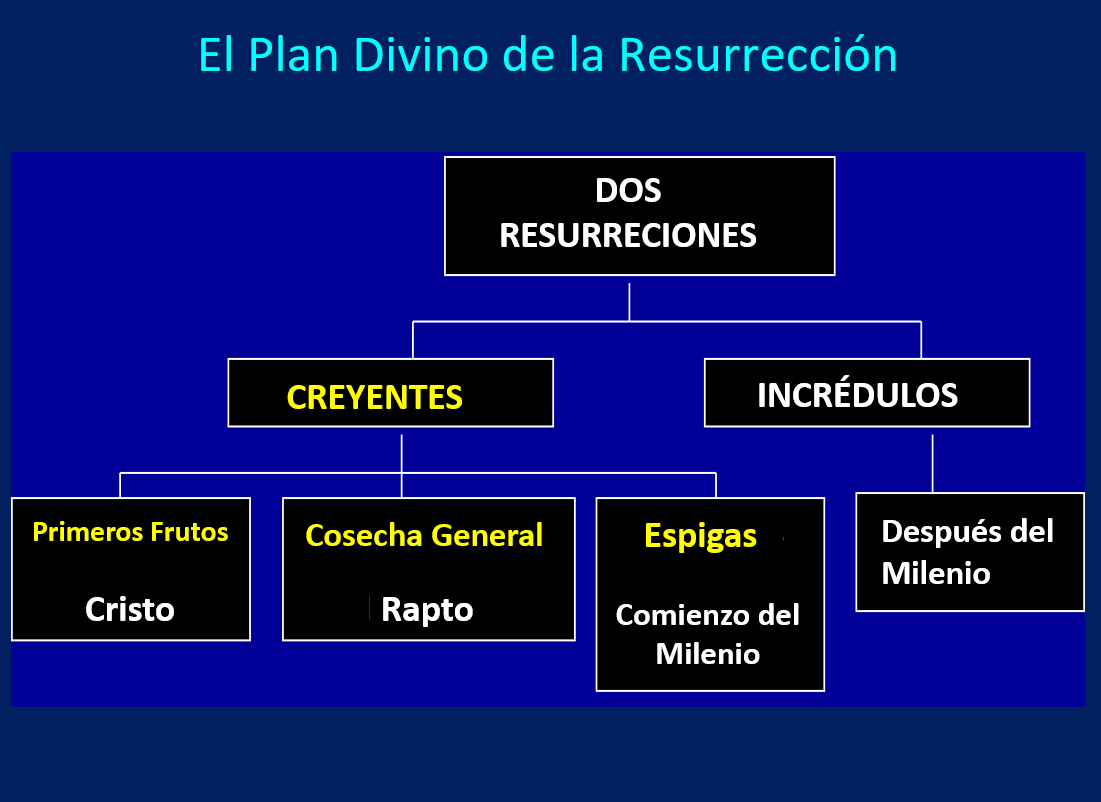 El Plan Divino de la Resurrección
DOS
RESURRECIONES
CREYENTES
INCRÉDULOS
Primeros Frutos
Cristo
Cosecha General
Rapto
Espigas
Comienzo del
Milenio
Después del
Milenio